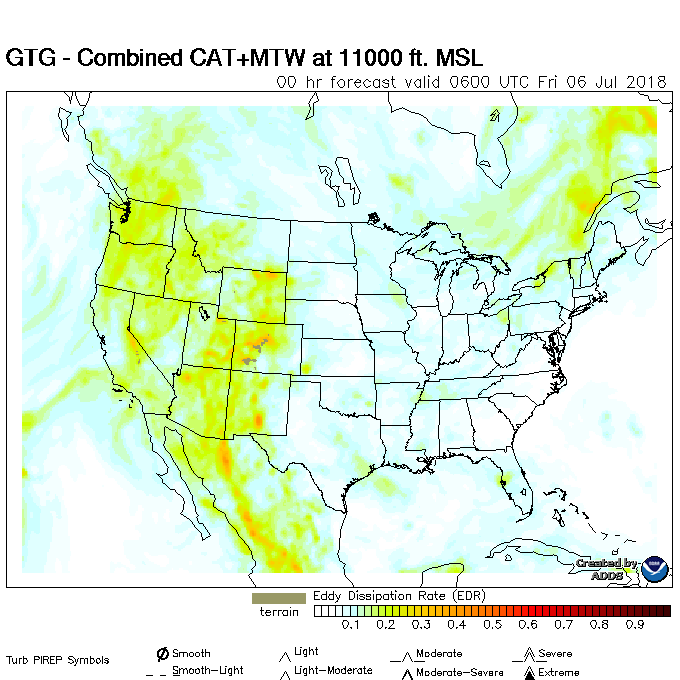 GTG - Combined CAT+MTW at 11000 ft. MSL
00 hr forecast valid 0600 UTC Fri 06 Jul 2018
Created by
ADDS
Eddy Dissipation Rate (EDR)
terrain
0.1 0.2 0.3 0.4 0.5 0.6 0.7 0.8 0.9
Turb PIREP Symbols
Smooth Light Moderate Severe
Smooth-Light Light-Moderate Moderate-Severe Extreme